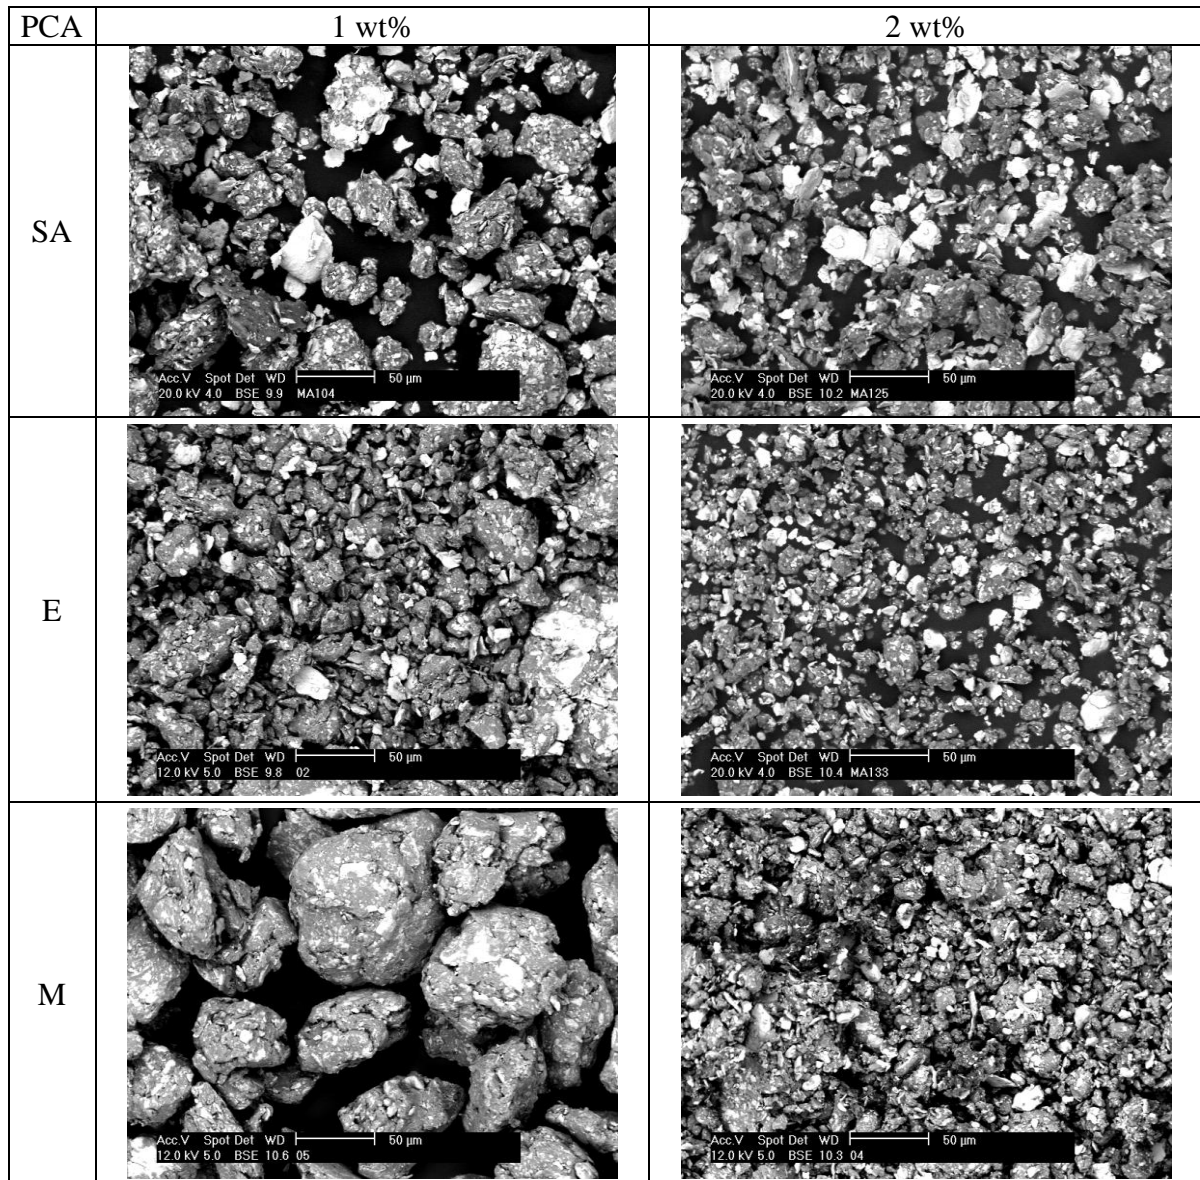 PCA 1 wt% 2 wt%
SA
Acc.V Spot Det WD 50 µm
20.0 kV 4.0 BSE 9.9 MA104
Acc.V Spot Det WD 50 µm
20.0 kV 4.0 BSE 10.2 MA125
E
Acc.V Spot Det WD 50 µm
12.0 kV 5.0 BSE 9.8 02
Acc.V Spot Det WD 50 µm
20.0 kV 4.0 BSE 10.4 MA133
M
Acc.V Spot Det WD 50 µm
12.0 kV 5.0 BSE 10.6 05
Acc.V Spot Det WD 50 µm
12.0 kV 5.0 BSE 10.3 04